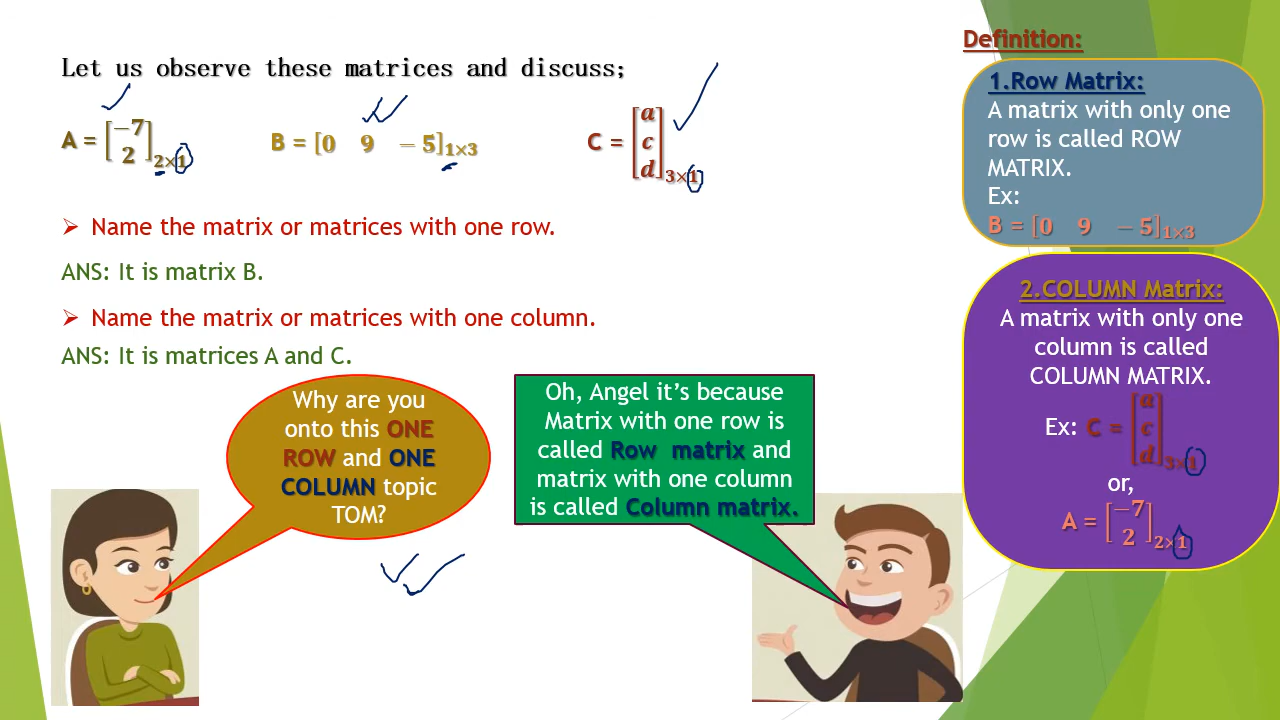 Let us observe these matrices and discuss;
A = [−7 2]2×1
B = [0 9 −5]1×3
C = [a c d]3×1
➢ Name the matrix or matrices with one row.
ANS: It is matrix B.
➢ Name the matrix or matrices with one column.
ANS: It is matrices A and C.
Why are you
onto this ONE
ROW and ONE
COLUMN topic
TOM?
Oh, Angel it’s because
Matrix with one row is
called Row matrix and
matrix with one column
is called Column matrix.
Definition:
1.Row Matrix:
A matrix with only one
row is called ROW
MATRIX.
Ex:
B = [0 9 −5]1×3
2.COLUMN Matrix:
A matrix with only one
column is called
COLUMN MATRIX.
Ex: C = [a c d]3×1
or,
A = [−7 2]2×1